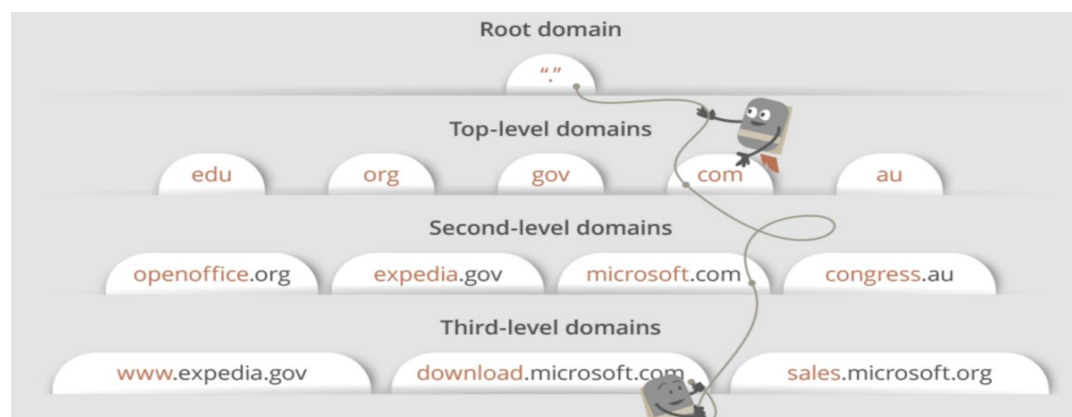 Root domain
“.”
Top-level domains
edu org gov com au
Second-level domains
openoffice.org expedia.gov microsoft.com congress.au
Third-level domains
www.expedia.gov download.microsoft.com sales.microsoft.org